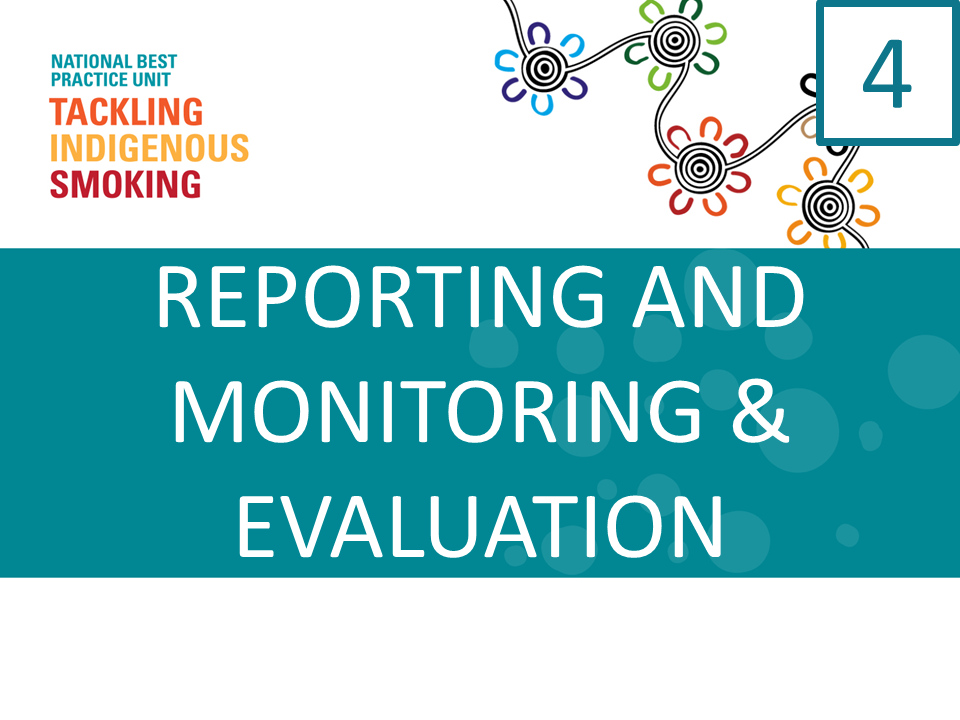 NATIONAL BEST
PRACTICE UNIT
TACKLING
INDIGENOUS
SMOKING
4
REPORTING AND
MONITORING &
EVALUATION